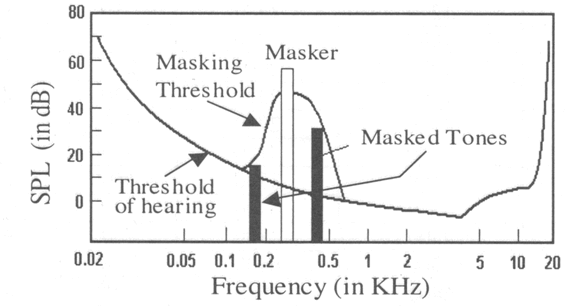 80
60
40
20
0
SPL (in dB)
Masker
Masking
Threshold
Masked Tones
Threshold
of hearing
0.02 0.05 0.1 0.2 0.5 1 2 5 10 20
Frequency (in KHz)